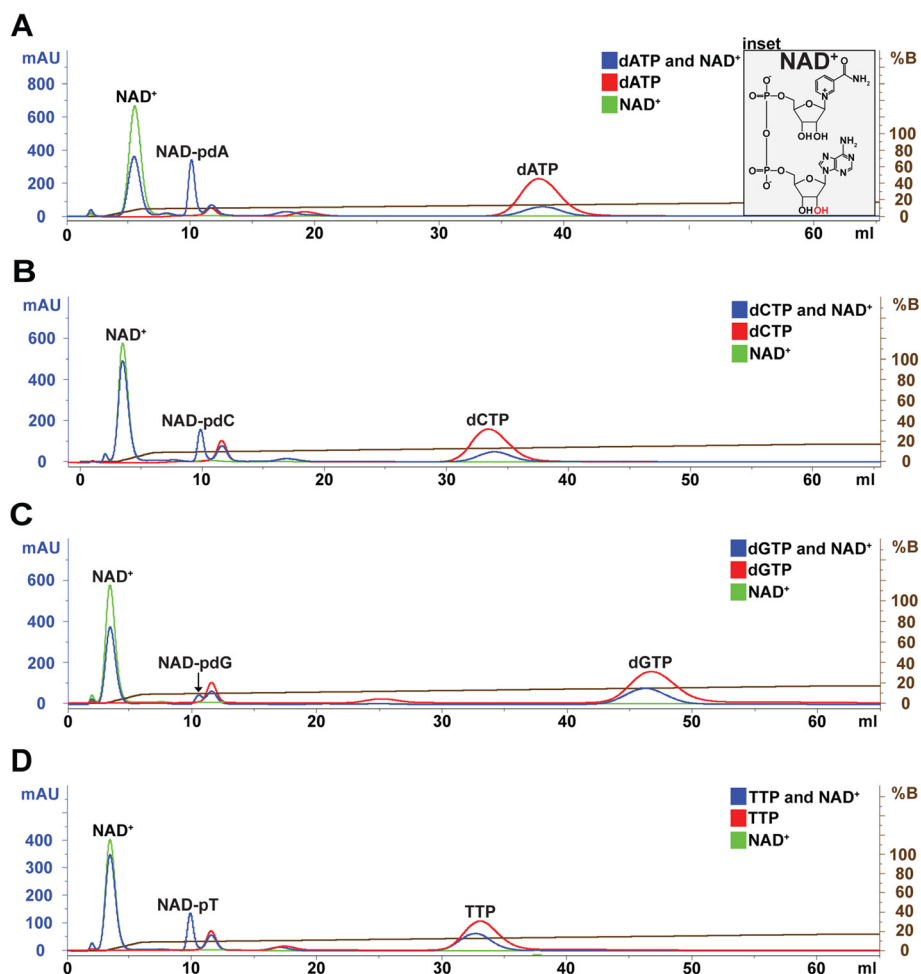 A
mAU
800
600
400
200
0
NAD⁺
NAD-pdA
dATP
dATP and NAD⁺
dATP
NAD⁺
inset
NAD⁺
O⁻
O=P
O
N⁺
O
NH₂
O
OH OH
O
NH₂
N
N
N
N
O=P
O⁻
O
O
OH OH
%B
100
80
60
40
20
0
0 10 20 30 40 60 ml
B
mAU
600
400
200
0
NAD⁺
NAD-pdC
dCTP
dCTP and NAD⁺
dCTP
NAD⁺
%B
100
80
60
40
20
0
0 10 20 30 40 50 60 ml
C
mAU
600
400
200
0
NAD⁺
NAD-pdG
dGTP
dGTP and NAD⁺
dGTP
NAD⁺
%B
100
80
60
40
20
0
0 10 20 30 40 50 60 ml
D
mAU
400
300
200
100
0
NAD⁺
NAD-pT
TTP
TTP and NAD⁺
TTP
NAD⁺
%B
100
80
60
40
20
0
0 10 20 30 40 50 60 ml